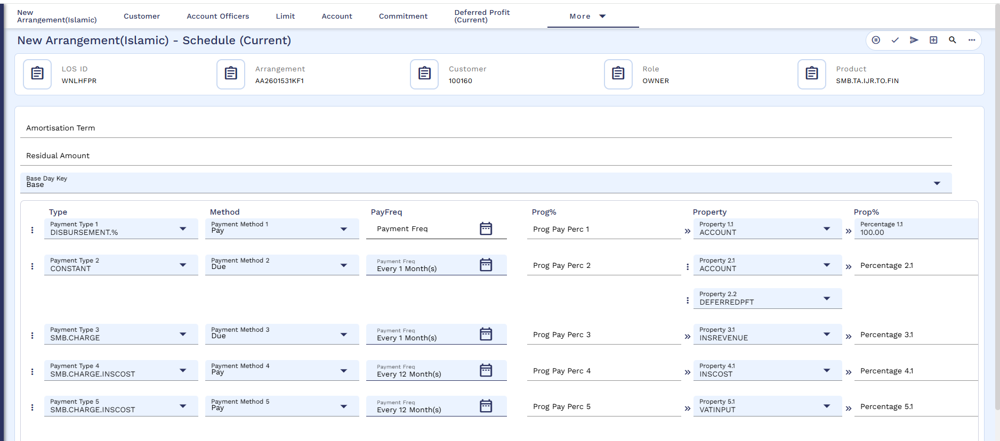 New
Arrangement(Islamic)
Customer
Account Officers
Limit
Account
Commitment
Deferred Profit
(Current)
More
New Arrangement(Islamic) - Schedule (Current)
LOS ID
WNLHFPR
Arrangement
AA2601531KF1
Customer
100160
Role
OWNER
Product
SMB.TA.IJR.TO.FIN
Amortisation Term
Residual Amount
Base Day Key
Base
Type Method PayFreq Prog% Property Prop%
Payment Type 1
DISBURSEMENT.%
Payment Method 1
Pay
Payment Freq
Prog Pay Perc 1
Property 1.1
ACCOUNT
Percentage 1.1
100.00
Payment Type 2
CONSTANT
Payment Method 2
Due
Payment Freq
Every 1 Month(s)
Prog Pay Perc 2
Property 2.1
ACCOUNT
Percentage 2.1
Property 2.2
DEFERREDPFT
Payment Type 3
SMB.CHARGE
Payment Method 3
Due
Payment Freq
Every 1 Month(s)
Prog Pay Perc 3
Property 3.1
INSREVENUE
Percentage 3.1
Payment Type 4
SMB.CHARGE.INSCOST
Payment Method 4
Pay
Payment Freq
Every 12 Month(s)
Prog Pay Perc 4
Property 4.1
INSCOST
Percentage 4.1
Payment Type 5
SMB.CHARGE.INSCOST
Payment Method 5
Pay
Payment Freq
Every 12 Month(s)
Prog Pay Perc 5
Property 5.1
VATINPUT
Percentage 5.1